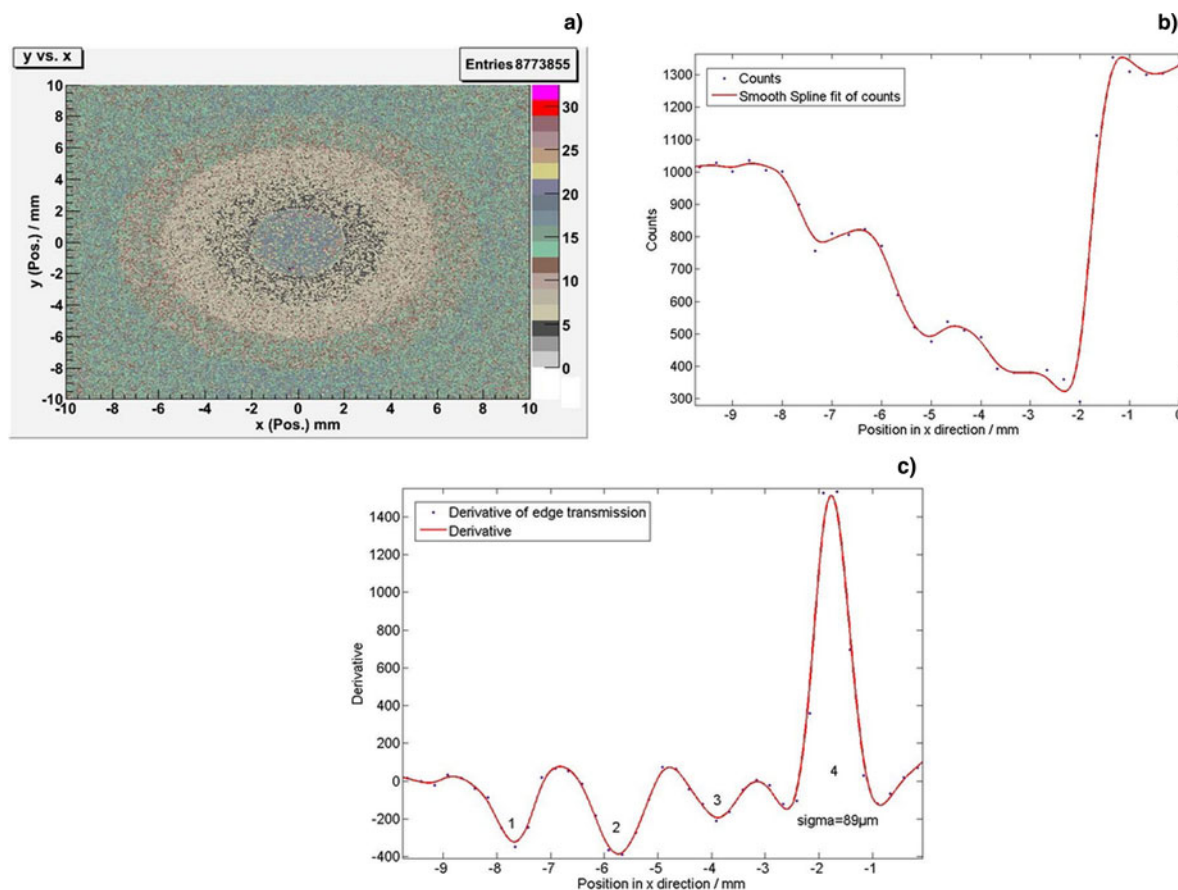 a)
y vs. x
Entries 8773855
y (Pos.) / mm
10
8
6
4
2
0
-2
-4
-6
-8
-10
-10 -8 -6 -4 -2 0 2 4 6 8 10
x (Pos.) mm
30
25
20
15
10
5
0
b)
Counts
Smooth Spline fit of counts
Counts
1300
1200
1100
1000
900
800
700
600
500
400
300
-9 -8 -7 -6 -5 -4 -3 -2 -1 0
Position in x direction / mm
c)
Derivative of edge transmission
Derivative
Derivative
1400
1200
1000
800
600
400
200
0
-200
-400
1
2
3
4
sigma=89µm
-9 -8 -7 -6 -5 -4 -3 -2 -1
Position in x direction / mm